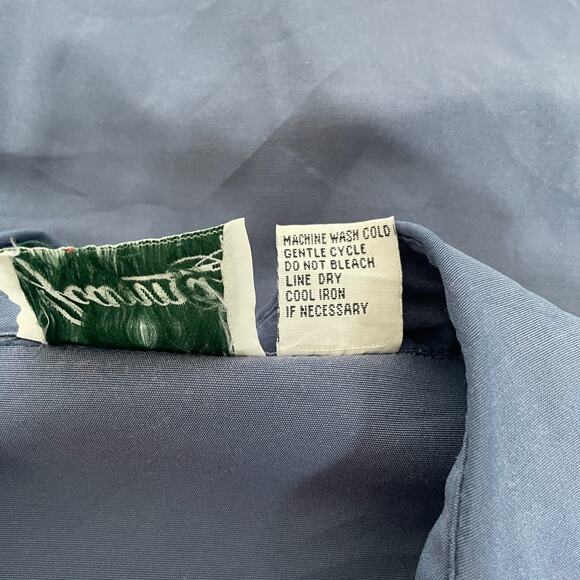 MACHINE WASH COLD
GENTLE CYCLE
DO NOT BLEACH
LINE DRY
COOL IRON
IF NECESSARY